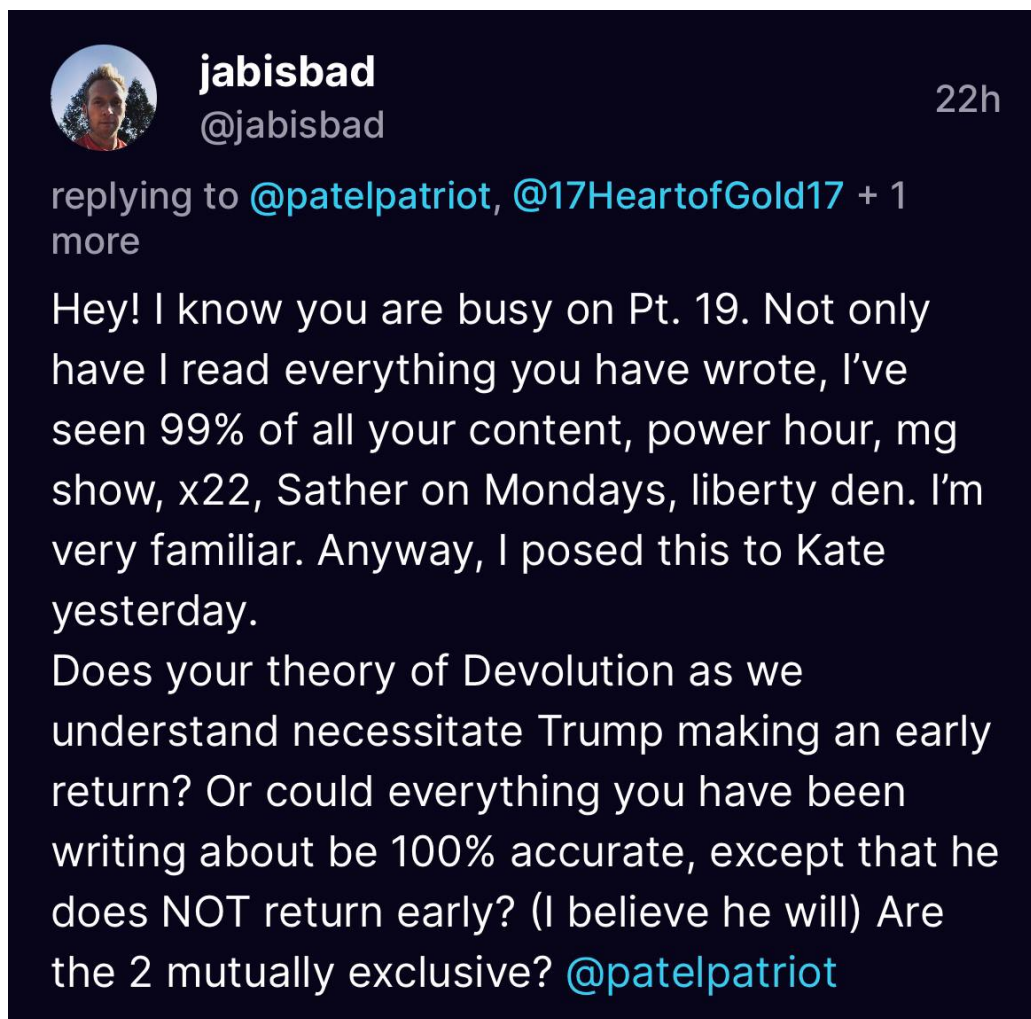 jabisbad
@jabisbad
22h
replying to @patelpatriot, @17HeartofGold17 + 1
more
Hey! I know you are busy on Pt. 19. Not only
have I read everything you have wrote, I’ve
seen 99% of all your content, power hour, mg
show, x22, Sather on Mondays, liberty den. I’m
very familiar. Anyway, I posed this to Kate
yesterday.
Does your theory of Devolution as we
understand necessitate Trump making an early
return? Or could everything you have been
writing about be 100% accurate, except that he
does NOT return early? (I believe he will) Are
the 2 mutually exclusive? @patelpatriot